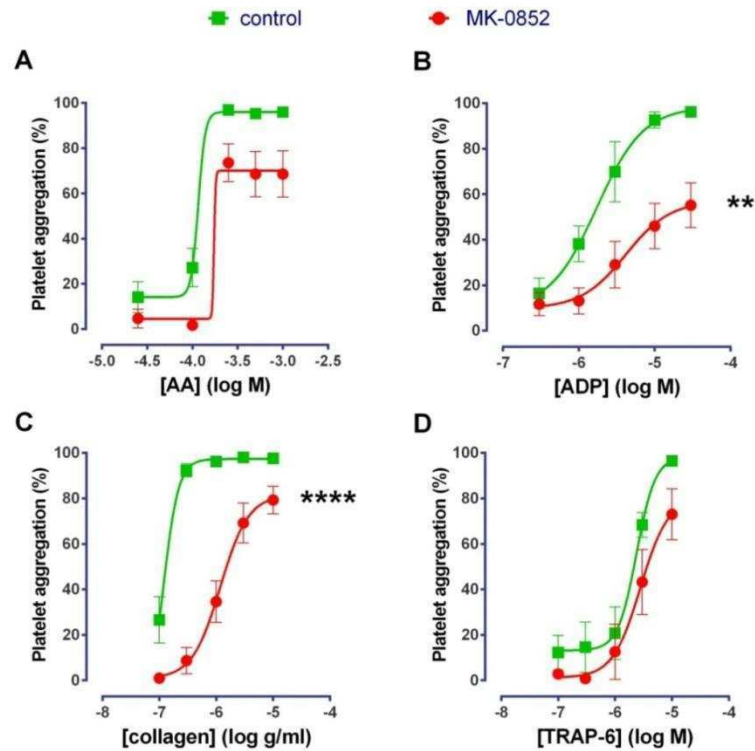 control MK-0852
A
Platelet aggregation (%)
100
80
60
40
20
0
-5.0 -4.5 -4.0 -3.5 -3.0 -2.5
[AA] (log M)
B
Platelet aggregation (%)
100
80
60
40
20
0
**
-7 -6 -5 -4
[ADP] (log M)
C
Platelet aggregation (%)
100
80
60
40
20
0
****
-8 -7 -6 -5 -4
[collagen] (log g/ml)
D
Platelet aggregation (%)
100
80
60
40
20
0
-8 -7 -6 -5 -4
[TRAP-6] (log M)